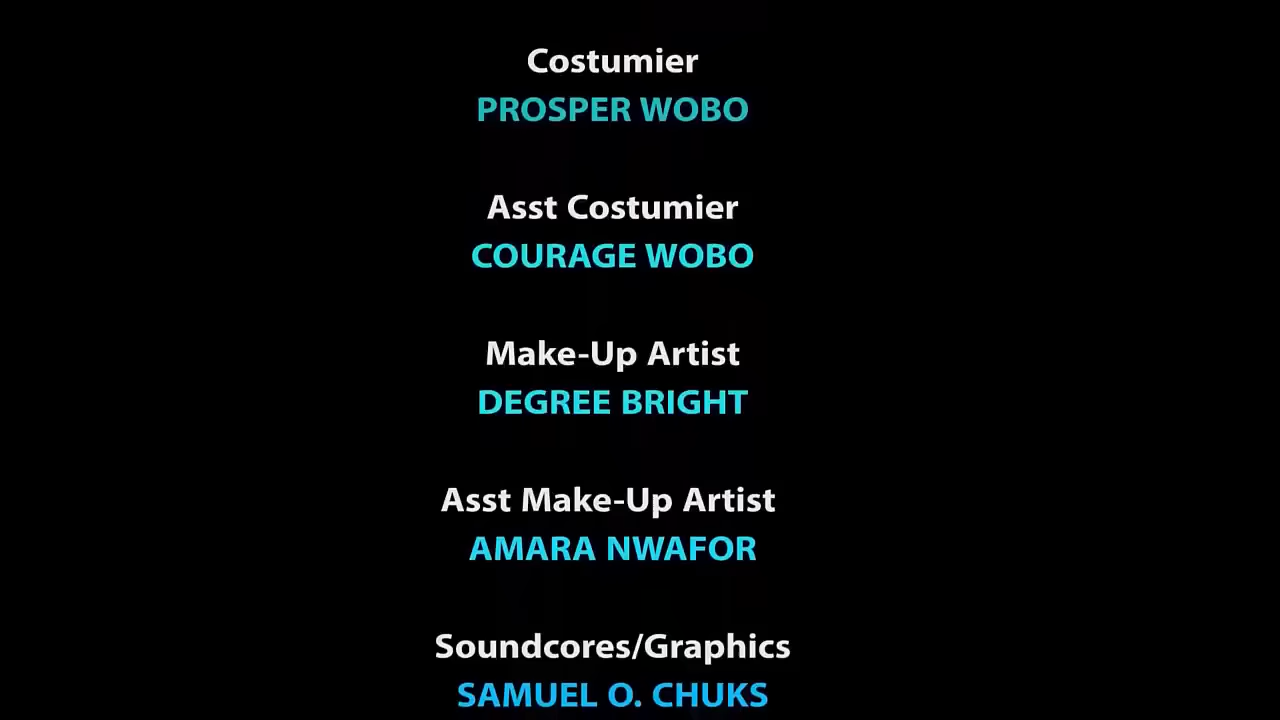 Costumier
PROSPER WOBO
Asst Costumier
COURAGE WOBO
Make-Up Artist
DEGREE BRIGHT
Asst Make-Up Artist
AMARA NWAFOR
Soundcores/Graphics
SAMUEL O. CHUKS